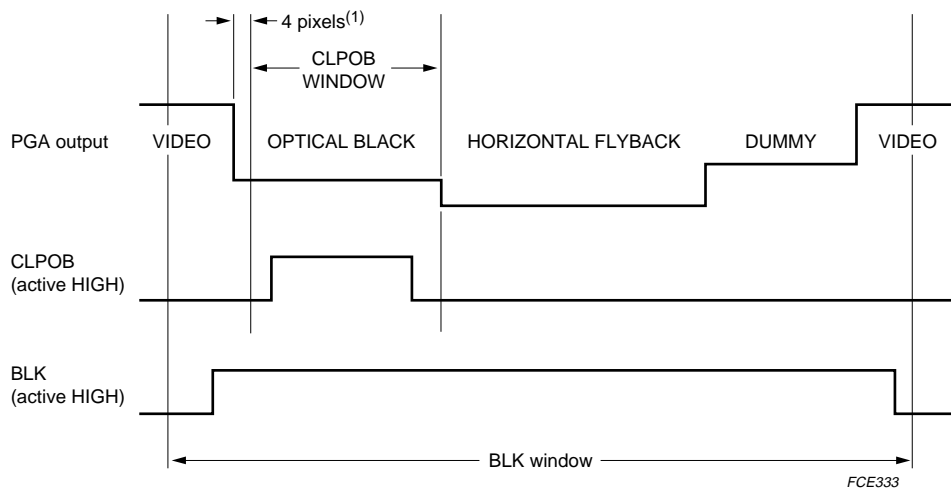 4 pixels(1)
CLPOB
WINDOW
PGA output
VIDEO
OPTICAL BLACK
HORIZONTAL FLYBACK
DUMMY
VIDEO
CLPOB
(active HIGH)
BLK
(active HIGH)
BLK window
FCE333